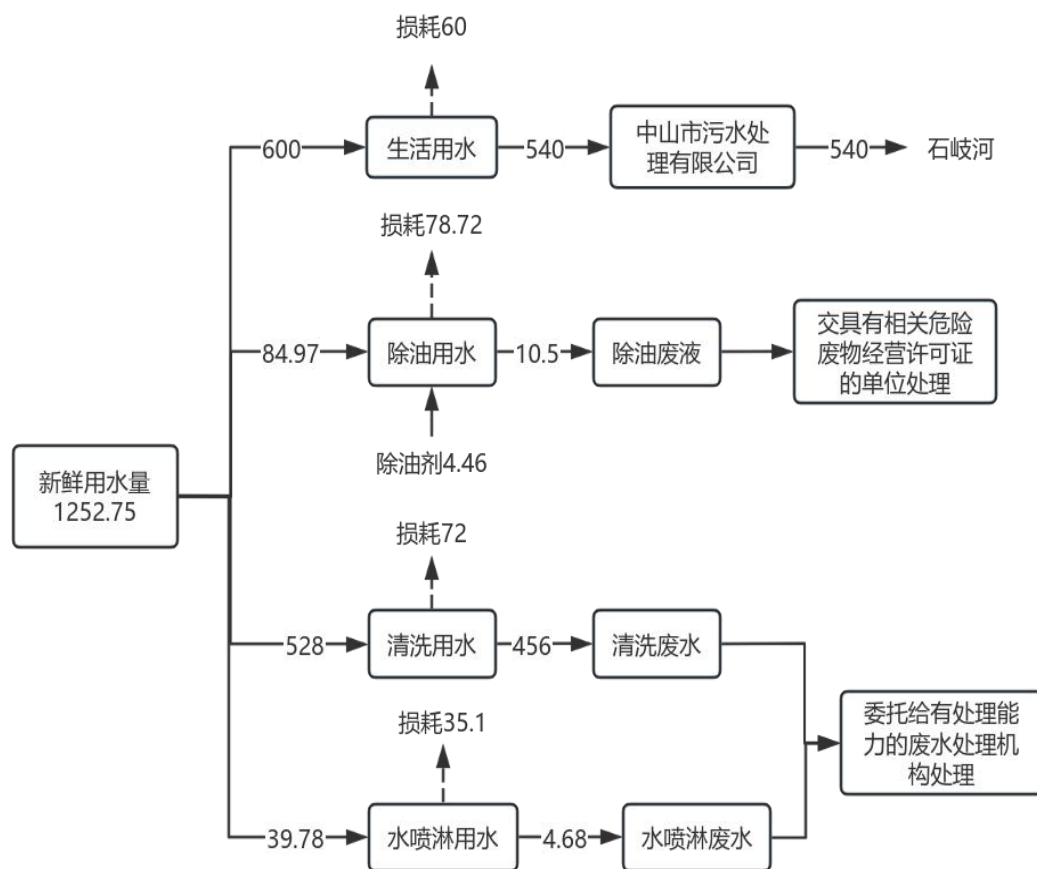 损耗60
600
生活用水
540
中山市污水处
理有限公司
540
石岐河
损耗78.72
84.97
除油用水
10.5
除油废液
交具有相关危险
废物经营许可证
的单位处理
除油剂4.46
新鲜用水量
1252.75
损耗72
528
清洗用水
456
清洗废水
委托给有处理能
力的废水处理机
构处理
损耗35.1
39.78
水喷淋用水
4.68
水喷淋废水